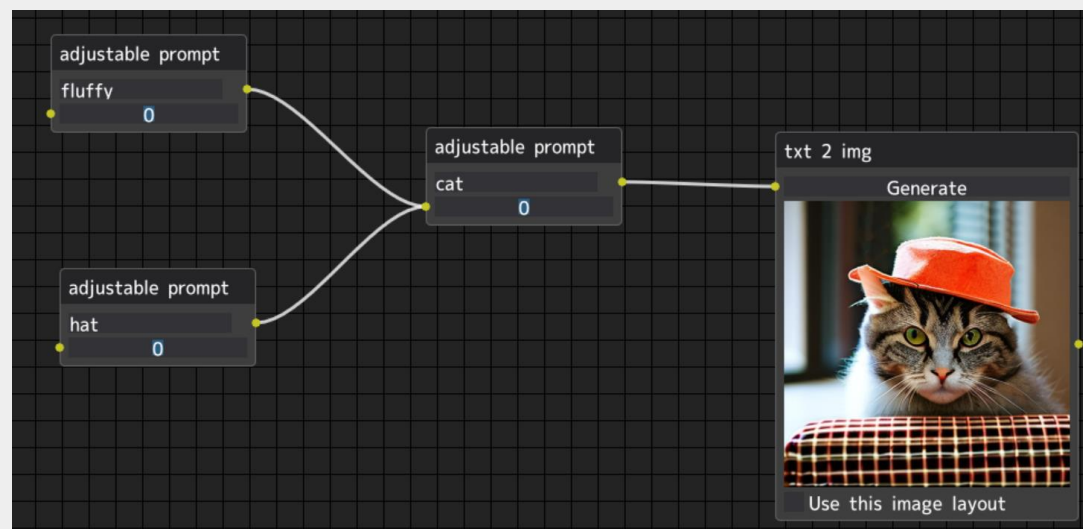 adjustable prompt
fluffy
0
adjustable prompt
hat
0
adjustable prompt
cat
0
txt 2 img
Generate
Use this image layout